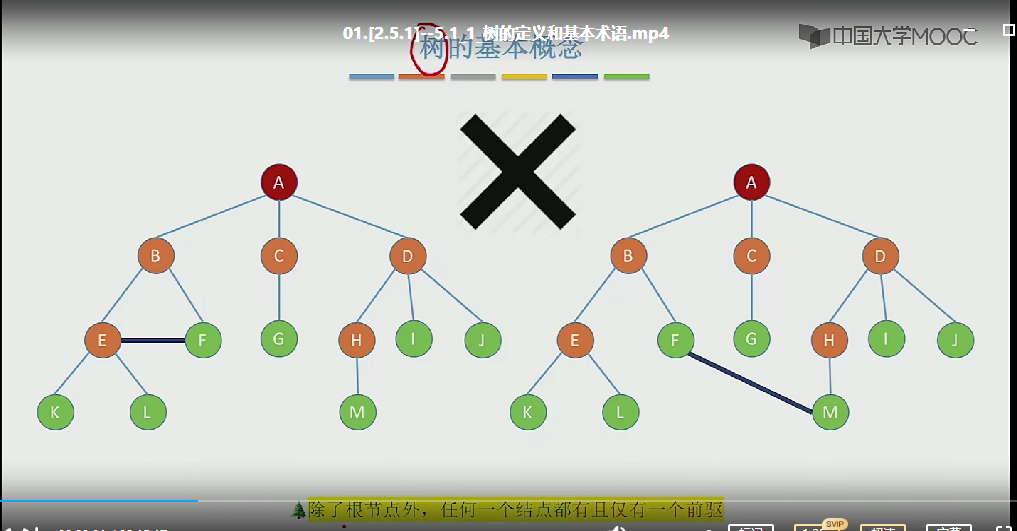 01.[2.5.1]--5.1_1_树的定义和基本术语.mp4
中国大学MOOC
树的基本概念
A A
B C D B C D
E F G H I J E F G H I J
K L M K L M
除了根节点外，任何一个结点都有且仅有一个前驱
SVIP